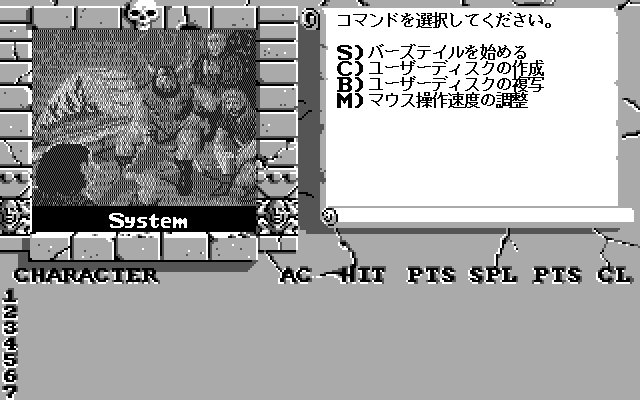 コマンドを選択してください。
S) バーズテイルを始める
C) ユーザーディスクの作成
B) ユーザーディスクの複写
M) マウス操作速度の調整
System
CHARACTER AC HIT PTS SPL PTS CL
1
2
3
4
5
6
7